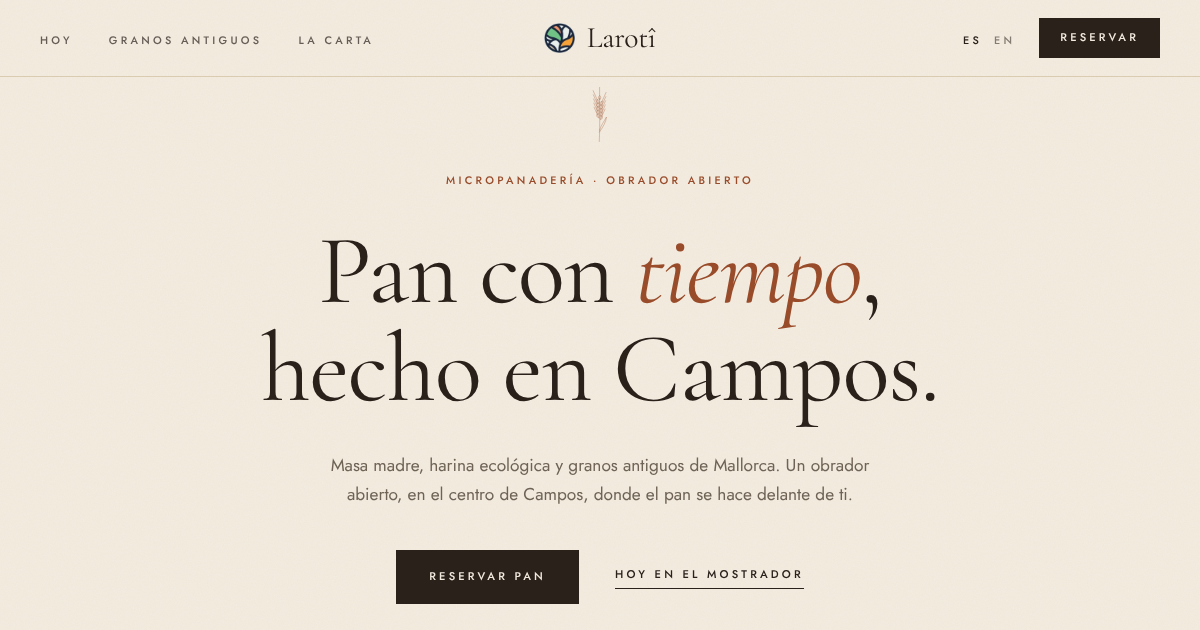 HOY
GRANOS ANTIGUOS
LA CARTA
Larotî
ES EN
RESERVAR
MICROPANADERÍA · OBRADOR ABIERTO
Pan con tiempo,
hecho en Campos.
Masa madre, harina ecológica y granos antiguos de Mallorca. Un obrador
abierto, en el centro de Campos, donde el pan se hace delante de ti.
RESERVAR PAN
HOY EN EL MOSTRADOR